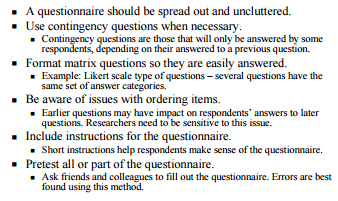 ▪ A questionnaire should be spread out and uncluttered.
▪ Use contingency questions when necessary.
▪ Contingency questions are those that will only be answered by some
respondents, depending on their answered to a previous question.
▪ Format matrix questions so they are easily answered.
▪ Example: Likert scale type of questions – several questions have the
same set of answer categories.
▪ Be aware of issues with ordering items.
▪ Earlier questions may have impact on respondents' answers to later
questions. Researchers need to be sensitive to this issue.
▪ Include instructions for the questionnaire.
▪ Short instructions help respondents make sense of the questionnaire.
▪ Pretest all or part of the questionnaire.
▪ Ask friends and colleagues to fill out the questionnaire. Errors are best
found using this method.